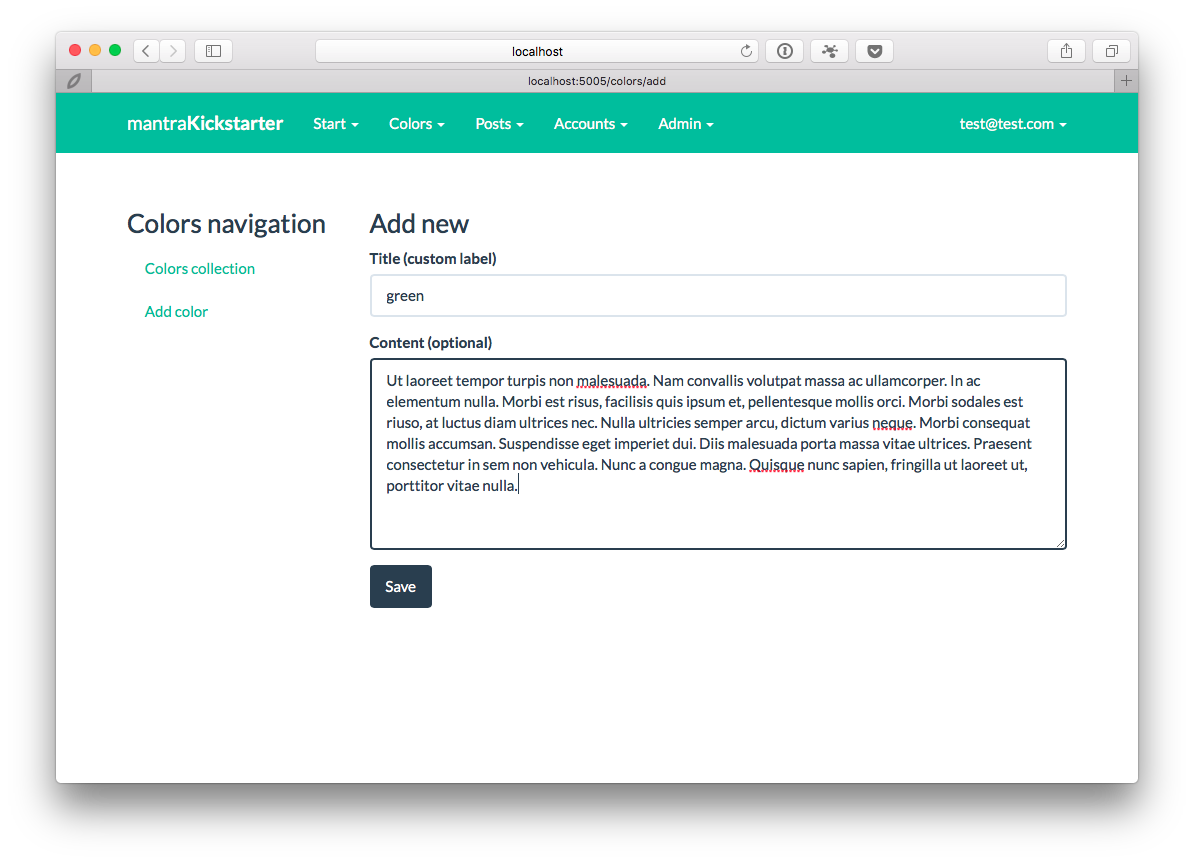 localhost
localhost:5005/colors/add
mantraKickstarter Start Colors Posts Accounts Admin test@test.com
Colors navigation
Colors collection
Add color
Add new
Title (custom label)
green
Content (optional)
Ut laoreet tempor turpis non malesuada. Nam convallis volutpat massa ac ullamcorper. In ac
elementum nulla. Morbi est risus, facilisis quis ipsum et, pellentesque mollis orci. Morbi sodales est
riuso, at luctus diam ultrices nec. Nulla ultricies semper arcu, dictum varius neque. Morbi consequat
mollis accumsan. Suspendisse eget imperiet dui. Diis malesuada porta massa vitae ultrices. Praesent
consectetur in sem non vehicula. Nunc a congue magna. Quisque nunc sapien, fringilla ut laoreet ut,
porttitor vitae nulla.
Save